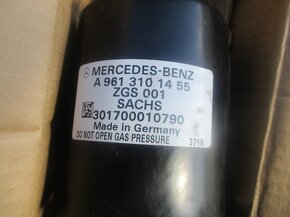 MERCEDES-BENZ
A 961 310 14 55
ZGS 001
SACHS
301700010790
Made in Germany
DO NOT OPEN GAS PRESSURE 3716